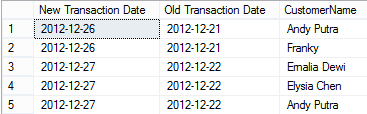 New Transaction Date Old Transaction Date CustomerName
1 2012-12-26 2012-12-21 Andy Putra
2 2012-12-26 2012-12-21 Franky
3 2012-12-27 2012-12-22 Emalia Dewi
4 2012-12-27 2012-12-22 Elysia Chen
5 2012-12-27 2012-12-22 Andy Putra